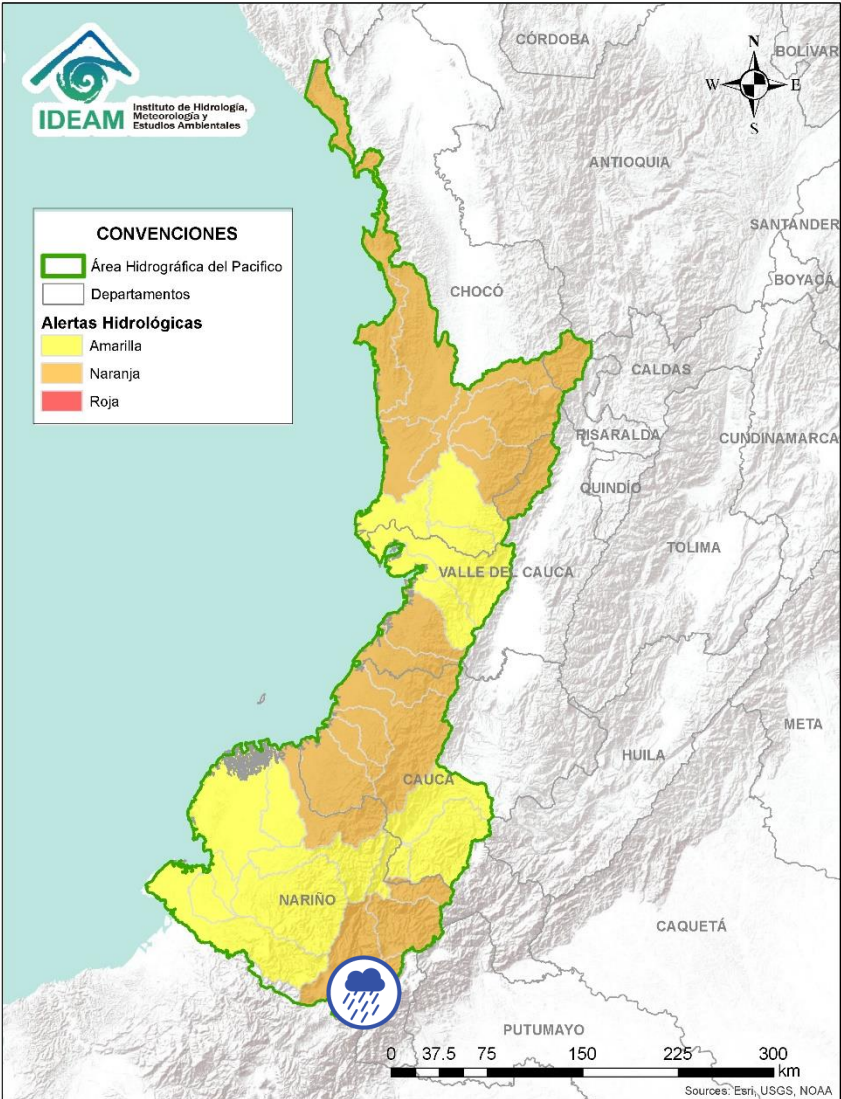 IDEAM
Instituto de Hidrología,
Meteorología y
Estudios Ambientales
CÓRDOBA
BOLÍVAR
N
W
E
S
ANTIOQUIA
SANTANDER
BOYACÁ
CONVENCIONES
Área Hidrográfica del Pacifico
Departamentos
Alertas Hidrológicas
Amarilla
Naranja
Roja
CHOCÓ
CALDAS
RISARALDA
CUNDINAMARCA
QUINDÍO
TOLIMA
VALLE DEL CAUCA
META
HUILA
CAUCA
NARIÑO
CAQUETÁ
PUTUMAYO
0 37.5 75 150 225 300
km
Sources: Esri, USGS, NOAA